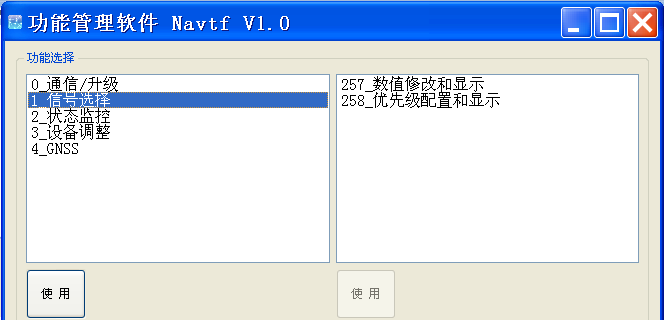 功能管理软件 Navtf V1.0
功能选择
0_通信/升级
1_信号选择
2_状态监控
3_设备调整
4_GNSS
257_数值修改和显示
258_优先级配置和显示
使 用
使 用